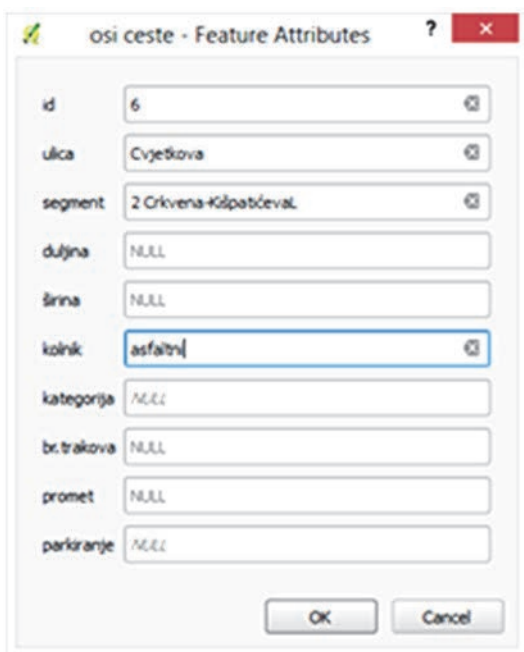 osi ceste - Feature Attributes ?
id 6
ulica Cvjetkova
segment 2 Crkvena-KišpatićevaL
duljina NULL
širina NULL
kolnik asfaltni
kategorija NULL
br.trakova NULL
promet NULL
parkiranje NULL
OK Cancel